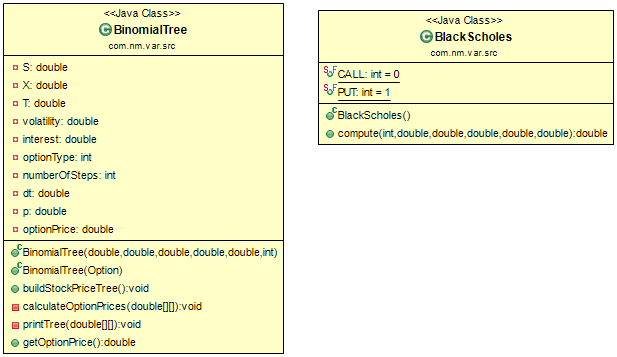 <<Java Class>>
BinomialTree
com.nm.var.src
S: double
X: double
T: double
volatility: double
interest: double
optionType: int
numberOfSteps: int
dt: double
p: double
optionPrice: double
BinomialTree(double,double,double,double,double,int)
BinomialTree(Option)
buildStockPriceTree():void
calculateOptionPrices(double[][]):void
printTree(double[][]):void
getOptionPrice():double
<<Java Class>>
BlackScholes
com.nm.var.src
CALL: int = 0
PUT: int = 1
BlackScholes()
compute(int,double,double,double,double,double):double